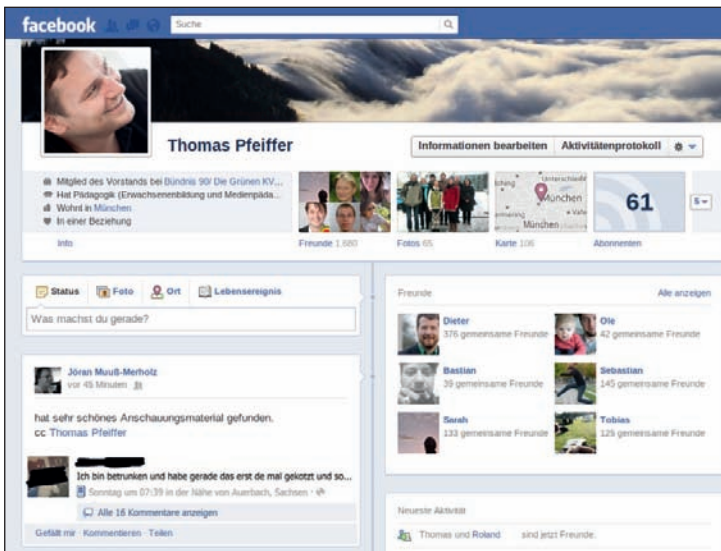 facebook
Suche
Thomas Pfeiffer
Informationen bearbeiten
Aktivitätenprotokoll
Mitglied des Vorstands bei Bündnis 90/ Die Grünen KV...
Hat Pädagogik (Erwachsenenbildung und Medienpäda...
Wohnt in München
In einer Beziehung
Info
Freunde 1.680
Fotos 65
München
München
Karte 106
61
Abonnenten
5
Status
Foto
Ort
Lebensereignis
Was machst du gerade?
Jöran Muuß-Merholz
vor 45 Minuten
hat sehr schönes Anschauungsmaterial gefunden.
cc Thomas Pfeiffer
Ich bin betrunken und habe gerade das erst de mal gekotzt und so...
Sonntag um 07:39 in der Nähe von Auerbach, Sachsen
Alle 16 Kommentare anzeigen
Gefällt mir · Kommentieren · Teilen
Freunde
Alle anzeigen
Dieter
376 gemeinsame Freunde
Ole
42 gemeinsame Freunde
Bastian
39 gemeinsame Freunde
Sebastian
145 gemeinsame Freunde
Sarah
133 gemeinsame Freunde
Tobias
125 gemeinsame Freunde
Neueste Aktivität
Thomas und Roland sind jetzt Freunde.